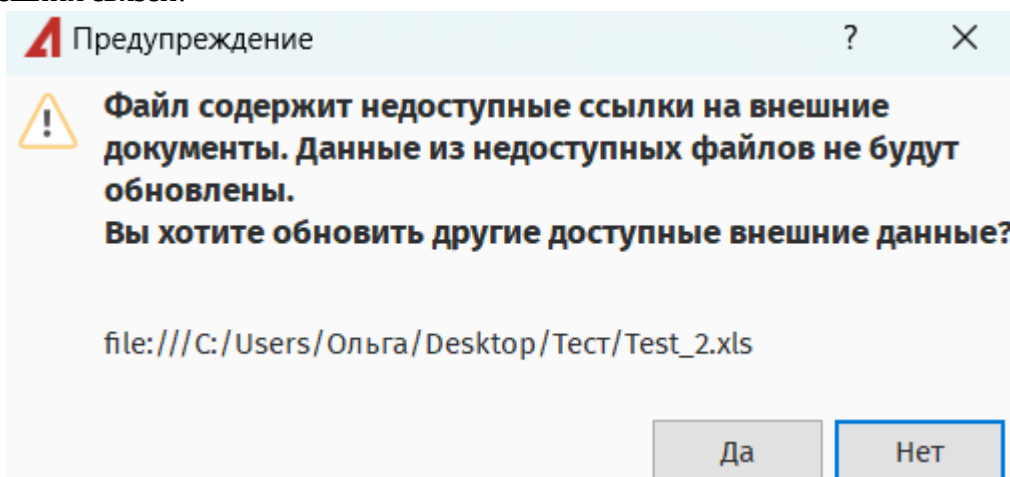 Предупреждение ?
Файл содержит недоступные ссылки на внешние
документы. Данные из недоступных файлов не будут
обновлены.
Вы хотите обновить другие доступные внешние данные?
file:///C:/Users/Ольга/Desktop/Тест/Test_2.xls
Да Нет